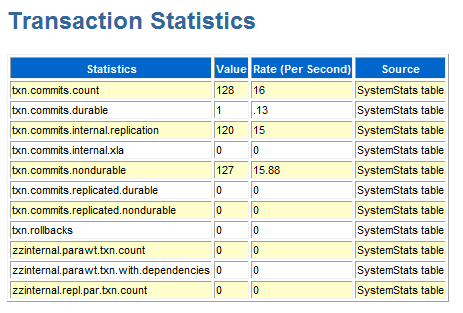 Transaction Statistics
Statistics Value Rate (Per Second) Source
txn.commits.count 128 16 SystemStats table
txn.commits.durable 1 .13 SystemStats table
txn.commits.internal.replication 120 15 SystemStats table
txn.commits.internal.xla 0 0 SystemStats table
txn.commits.nondurable 127 15.88 SystemStats table
txn.commits.replicated.durable 0 0 SystemStats table
txn.commits.replicated.nondurable 0 0 SystemStats table
txn.rollbacks 0 0 SystemStats table
zzinternal.parawt.txn.count 0 0 SystemStats table
zzinternal.parawt.txn.with.dependencies 0 0 SystemStats table
zzinternal.repl.par.txn.count 0 0 SystemStats table